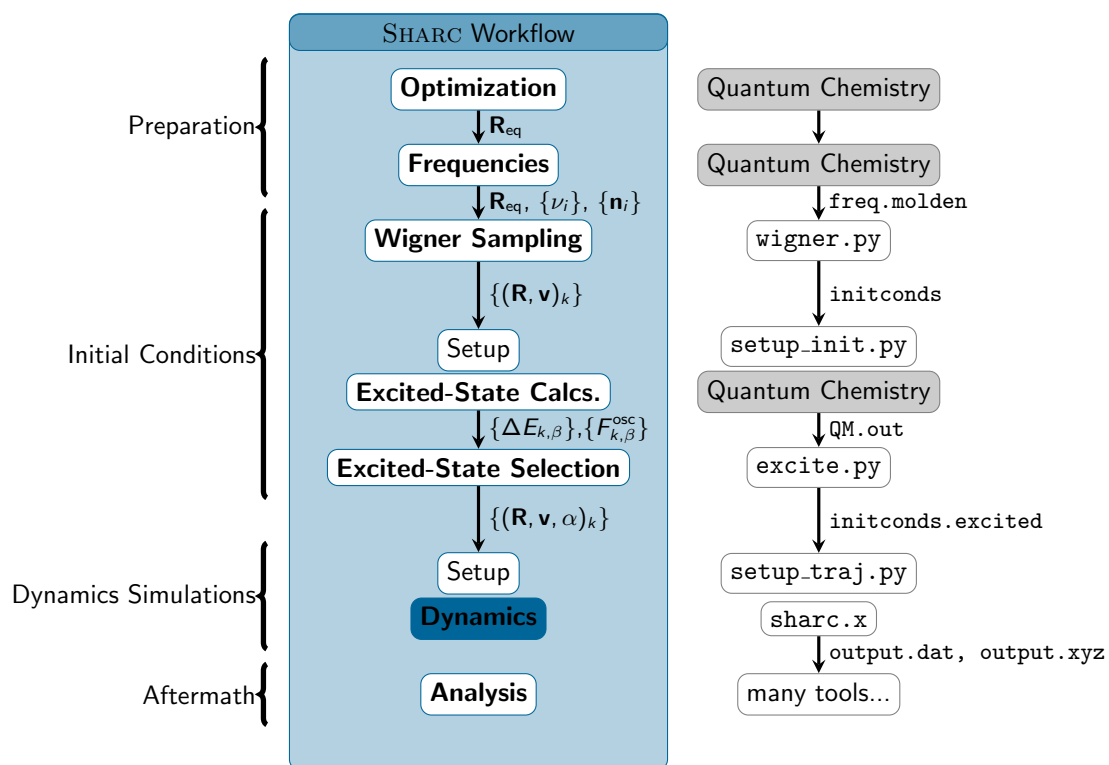 SHARC Workflow
Preparation
Optimization
Quantum Chemistry
R_eq
Frequencies
Quantum Chemistry
R_eq, {ν_i}, {n_i}
freq.molden
Initial Conditions
Wigner Sampling
wigner.py
{(R, v)_k}
initconds
Setup
setup_init.py
Excited-State Calcs.
Quantum Chemistry
{ΔE_{k,β}},{F^{osc}_{k,β}}
QM.out
Excited-State Selection
excite.py
{(R, v, α)_k}
initconds.excited
Dynamics Simulations
Setup
setup_traj.py
Dynamics
sharc.x
output.dat, output.xyz
Aftermath
Analysis
many tools...